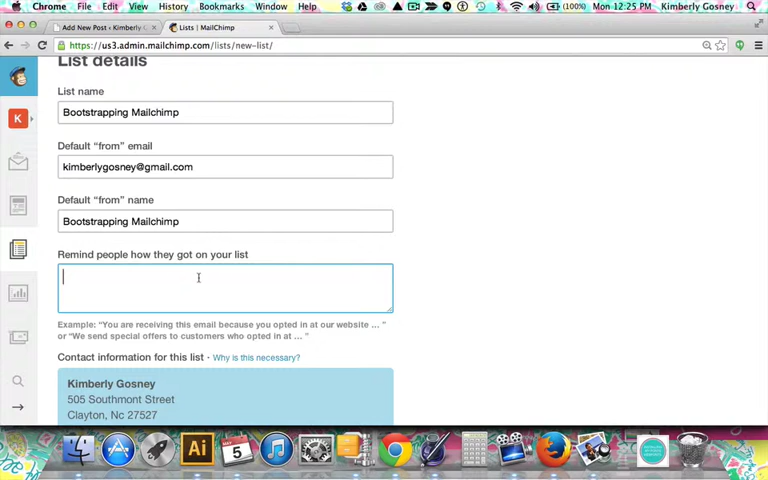 Chrome File Edit View History Bookmarks Window Help (100%) Mon 12:25 PM Kimberly Gosney
Add New Post ‹ Kimberly G × Lists | MailChimp ×
https://us3.admin.mailchimp.com/lists/new-list/
List details
K
List name
Bootstrapping Mailchimp
Default “from” email
kimberlygosney@gmail.com
Default “from” name
Bootstrapping Mailchimp
Remind people how they got on your list
Example: “You are receiving this email because you opted in at our website ... ”
or “We send special offers to customers who opted in at ... ”
Contact information for this list · Why is this necessary?
Kimberly Gosney
505 Southmont Street
Clayton, Nc 27527
Ai
5